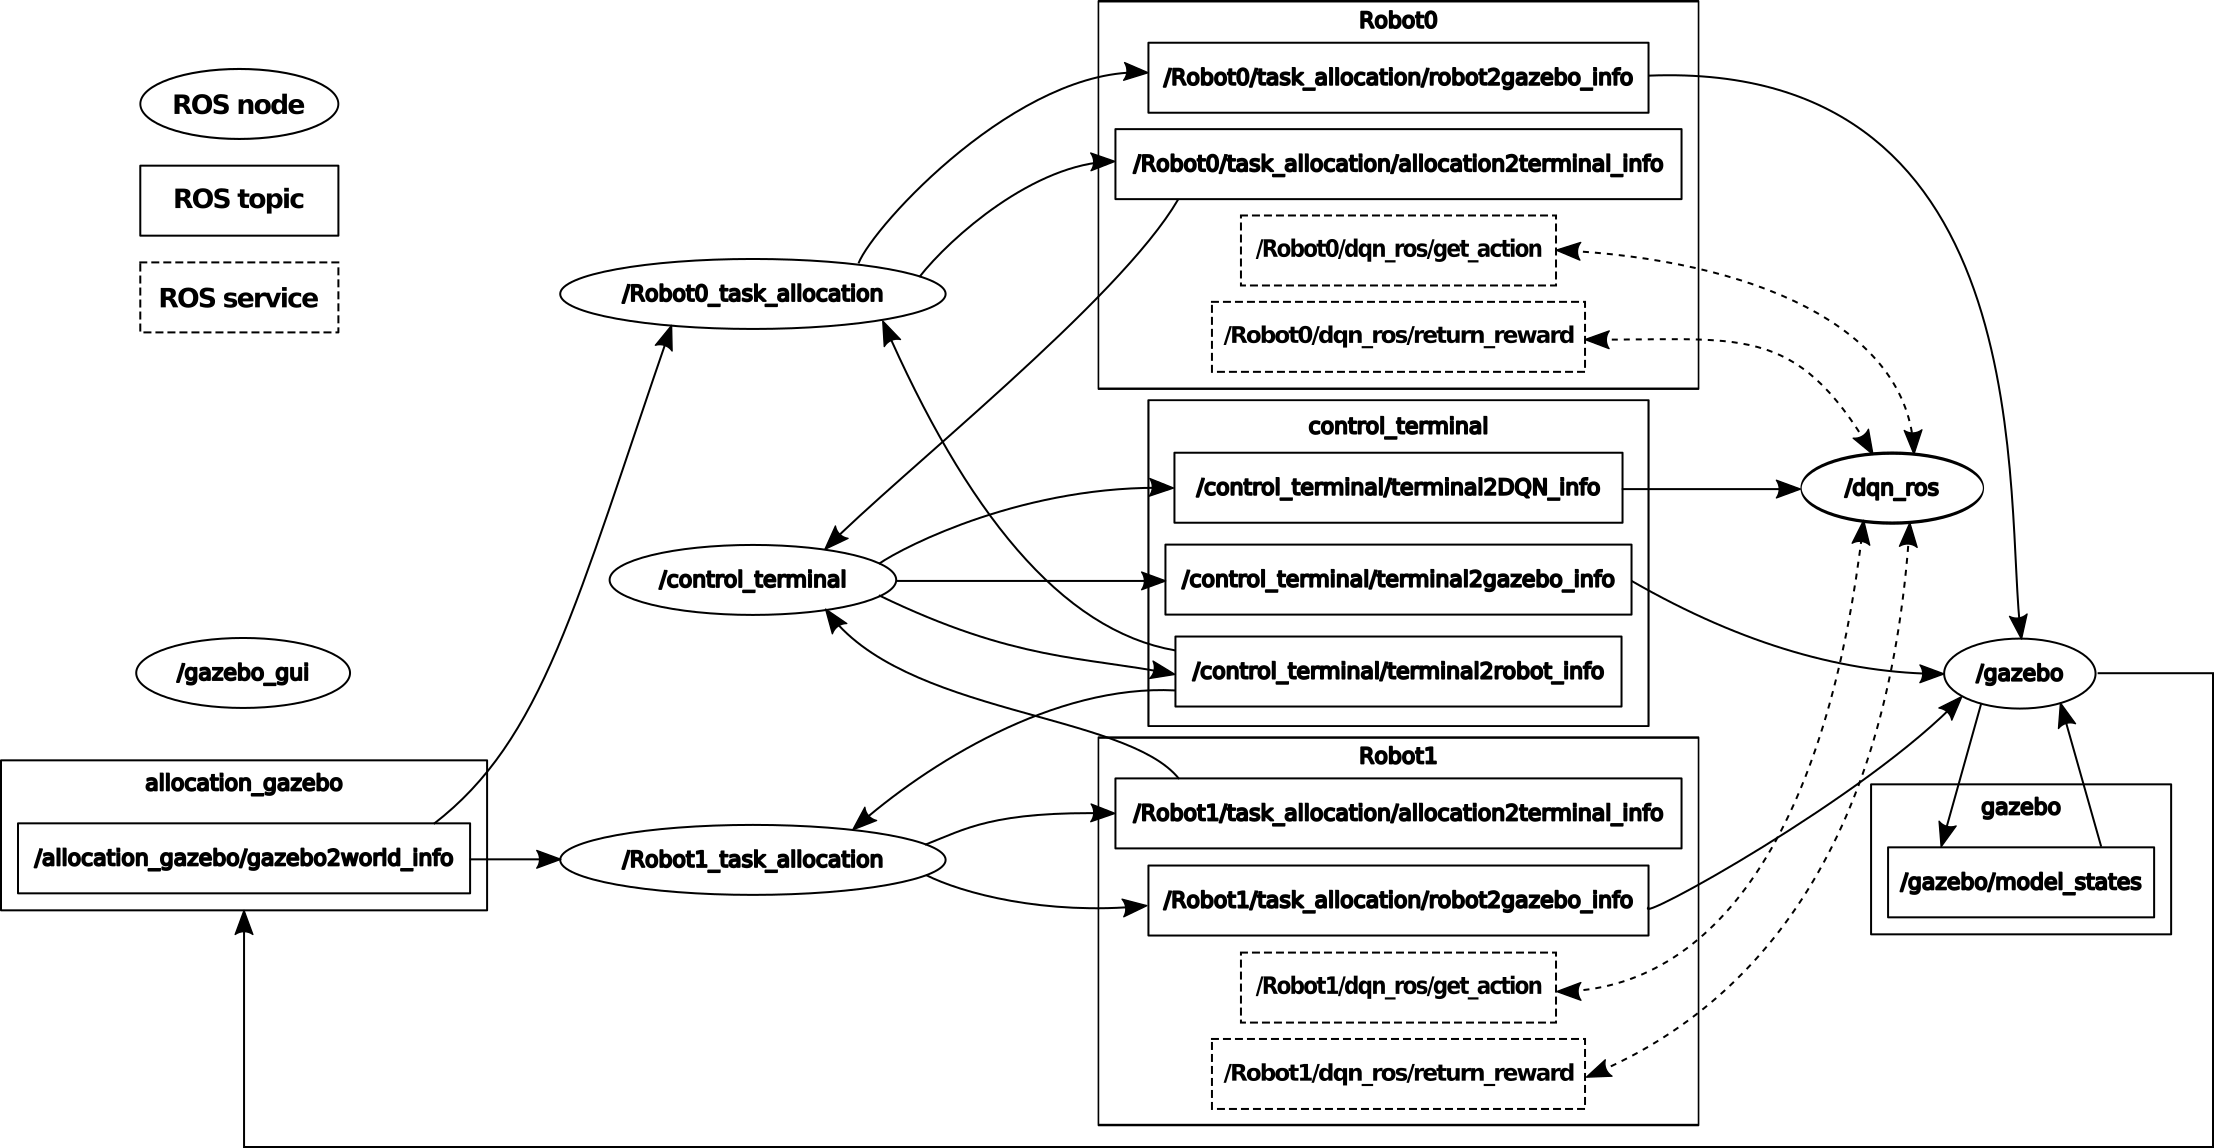 ROS node
ROS topic
ROS service
/gazebo_gui
allocation_gazebo
/allocation_gazebo/gazebo2world_info
/Robot0_task_allocation
/control_terminal
/Robot1_task_allocation
Robot0
/Robot0/task_allocation/robot2gazebo_info
/Robot0/task_allocation/allocation2terminal_info
/Robot0/dqn_ros/get_action
/Robot0/dqn_ros/return_reward
control_terminal
/control_terminal/terminal2DQN_info
/control_terminal/terminal2gazebo_info
/control_terminal/terminal2robot_info
Robot1
/Robot1/task_allocation/allocation2terminal_info
/Robot1/task_allocation/robot2gazebo_info
/Robot1/dqn_ros/get_action
/Robot1/dqn_ros/return_reward
/dqn_ros
/gazebo
gazebo
/gazebo/model_states